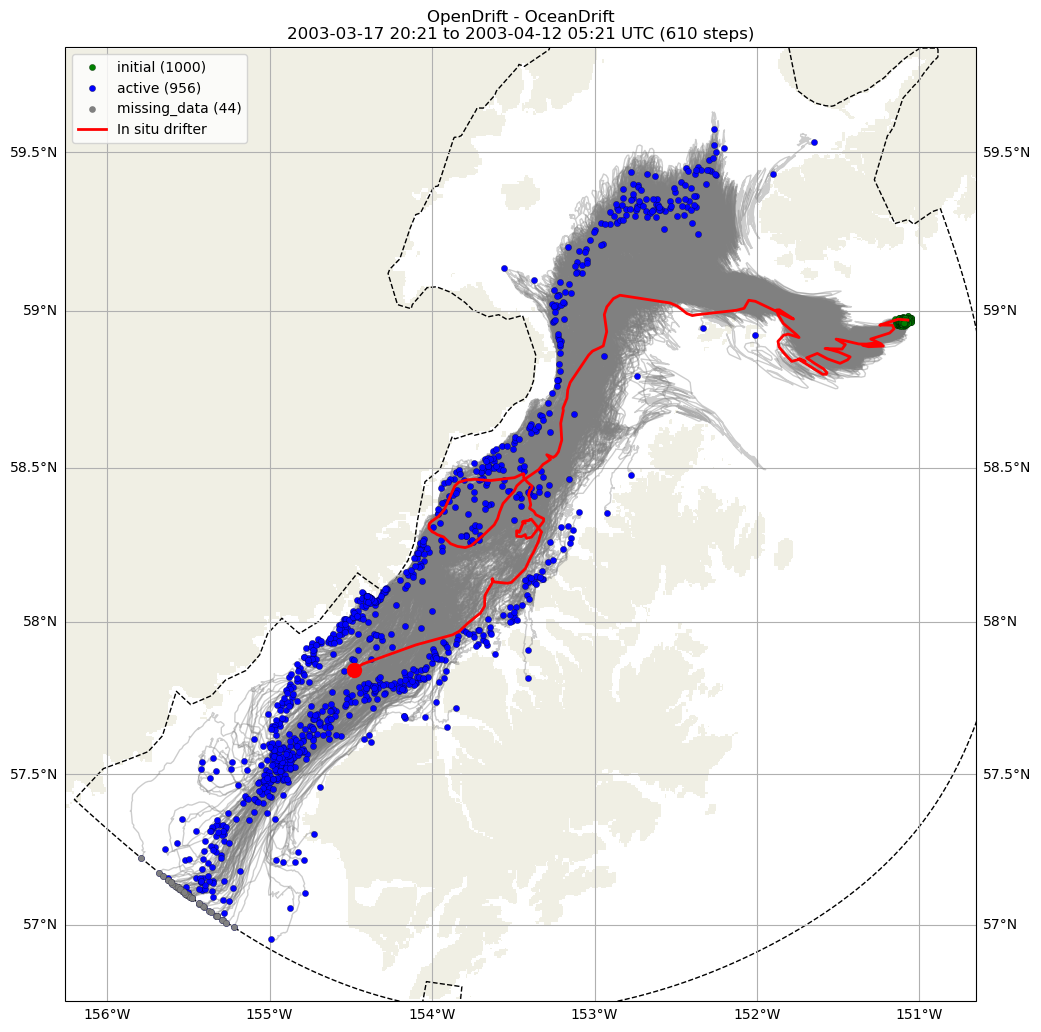 OpenDrift - OceanDrift
2003-03-17 20:21 to 2003-04-12 05:21 UTC (610 steps)
initial (1000)
active (956)
missing_data (44)
In situ drifter
59.5°N
59.5°N
59°N
59°N
58.5°N
58.5°N
58°N
58°N
57.5°N
57.5°N
57°N
57°N
156°W
155°W
154°W
153°W
152°W
151°W